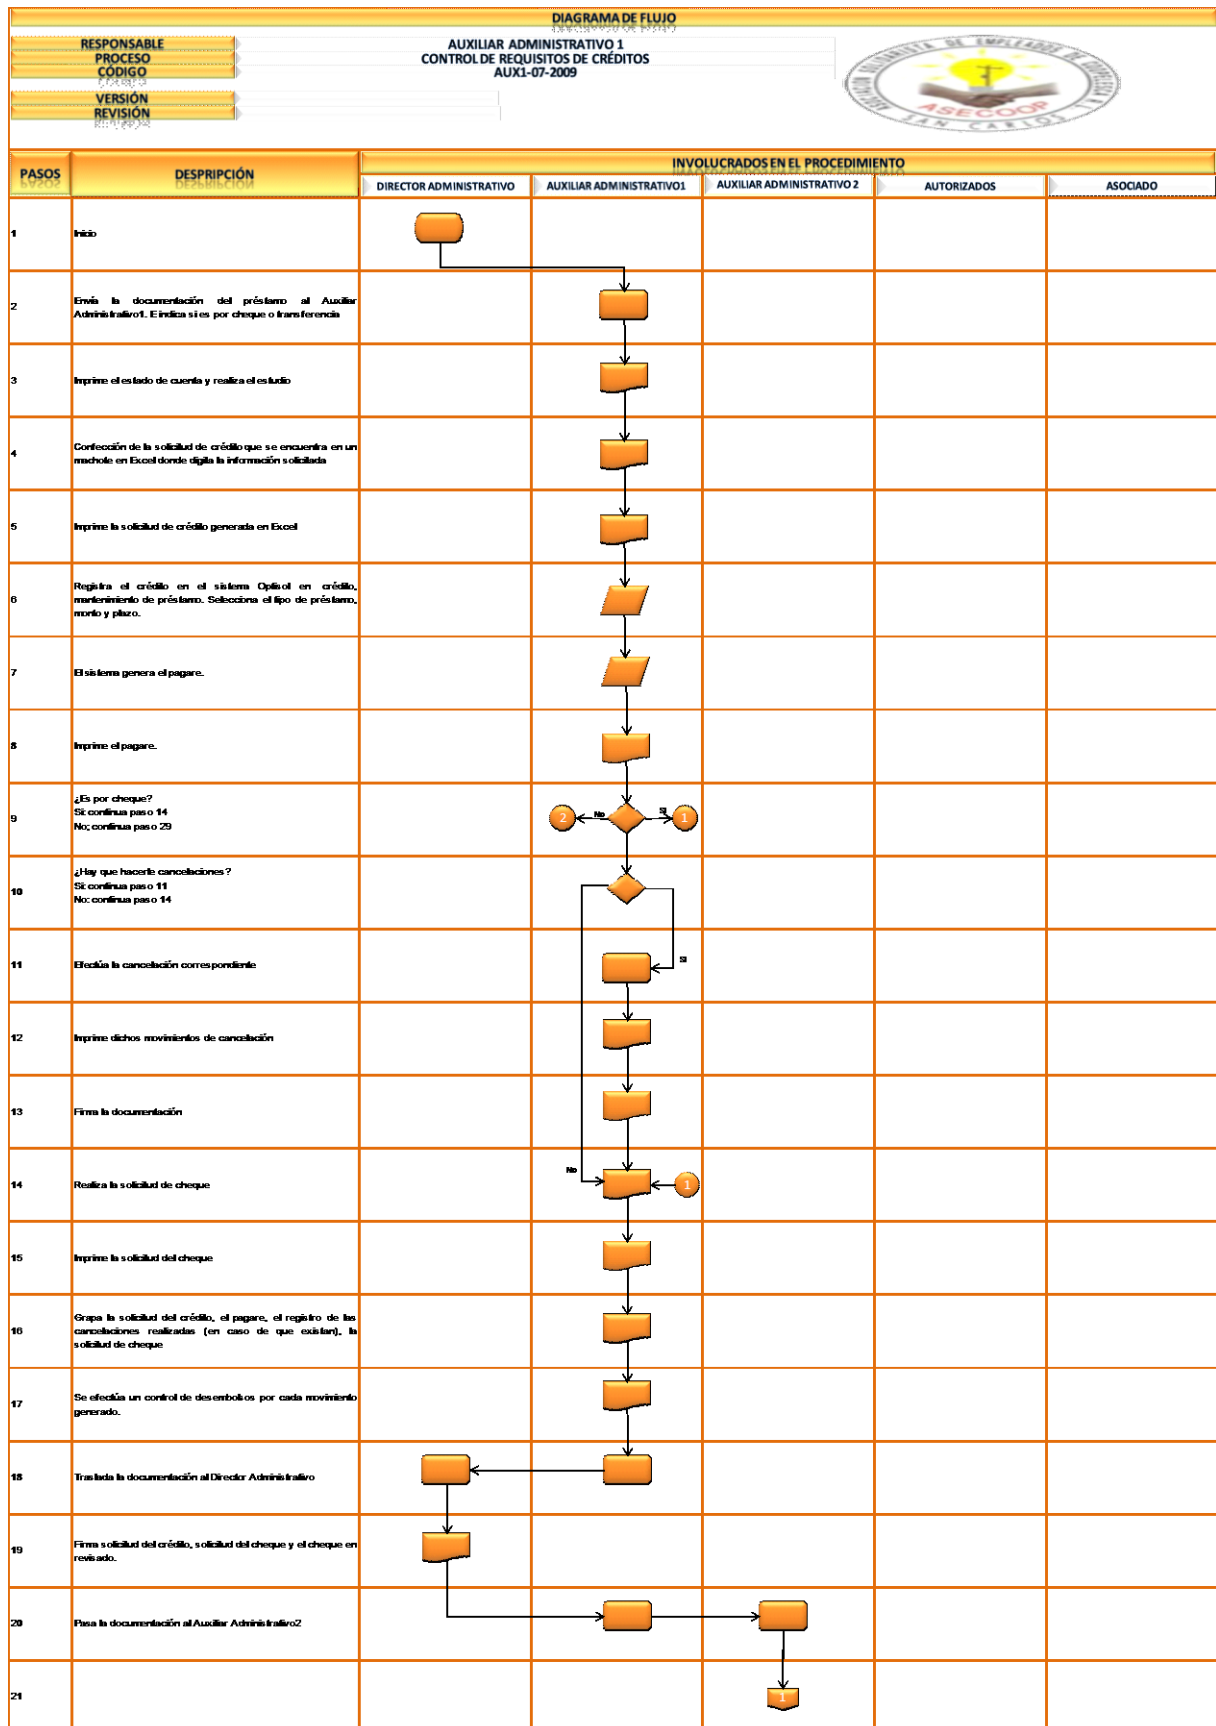 DIAGRAMA DE FLUJO
RESPONSABLE
AUXILIAR ADMINISTRATIVO 1
PROCESO
CONTROL DE REQUISITOS DE CRÉDITOS
CÓDIGO
AUX1-07-2009
VERSIÓN
REVISIÓN
ASOCIACIÓN SOLIDARISTA DE EMPLEADOS DE
ASECOOP
SAN CARLOS
PASOS
DESPRIPCIÓN
INVOLUCRADOS EN EL PROCEDIMIENTO
DIRECTOR ADMINISTRATIVO
AUXILIAR ADMINISTRATIVO1
AUXILIAR ADMINISTRATIVO 2
AUTORIZADOS
ASOCIADO
1
Inicio
2
Envía la documentación del préstamo al Auxiliar
Administrativo1. E indica si es por cheque o transferencia
3
Imprime el estado de cuenta y realiza el estudio
4
Confección de la solicitud de crédito que se encuentra en un
machote en Excel donde digita la información solicitada
5
Imprime la solicitud de crédito generada en Excel
6
Registra el crédito en el sistema Optisol en crédito,
mantenimiento de préstamo. Selecciona el tipo de préstamo,
monto y plazo.
7
El sistema genera el pagare.
8
Imprime el pagare.
9
¿Es por cheque?
Si: continua paso 14
No; continua paso 29
2
No
SI
1
10
¿Hay que hacerle cancelaciones?
Si: continua paso 11
No: continua paso 14
11
Efectúa la cancelación correspondiente
SI
12
Imprime dichos movimientos de cancelación
13
Firma la documentación
14
Realiza la solicitud de cheque
No
1
15
Imprime la solicitud del cheque
16
Grapa la solicitud del crédito, el pagare, el registro de las
cancelaciones realizadas (en caso de que existan), la
solicitud de cheque
17
Se efectúa un control de desembolsos por cada movimiento
generado.
18
Traslada la documentación al Director Administrativo
19
Firma solicitud del crédito, solicitud del cheque y el cheque en
revisado.
20
Pasa la documentación al Auxiliar Administrativo2
21
1